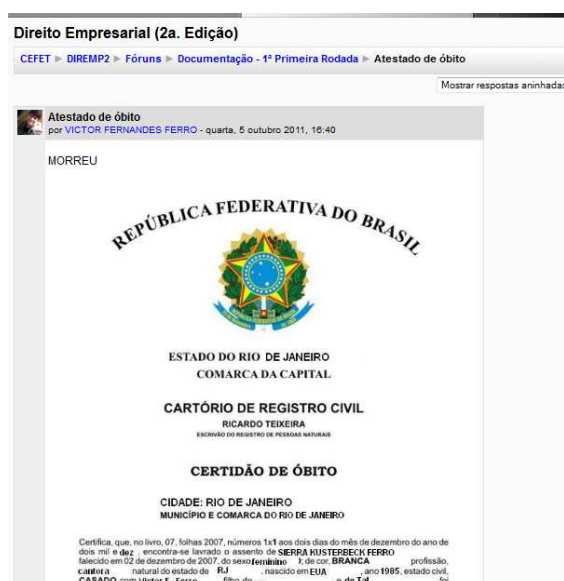 Direito Empresarial (2a. Edição)
CEFET ► DIREMP2 ► Fóruns ► Documentação - 1ª Primeira Rodada ► Atestado de óbito
Mostrar respostas aninhadas
Atestado de óbito
por VICTOR FERNANDES FERRO - quarta, 5 outubro 2011, 16:40
MORREU
REPÚBLICA FEDERATIVA DO BRASIL
ESTADO DO RIO DE JANEIRO
COMARCA DA CAPITAL
CARTÓRIO DE REGISTRO CIVIL
RICARDO TEIXEIRA
ESCRIVÃO DO REGISTRO DE PESSOAS NATURAIS
CERTIDÃO DE ÓBITO
CIDADE: RIO DE JANEIRO
MUNICÍPIO E COMARCA DO RIO DE JANEIRO
Certifica, que, no livro, 07, folhas 2007, números 1x1 aos dois dias do mês de dezembro do ano de
dois mil e dez , encontra-se lavrado o assento de SIERRA KUSTERBECK FERRO
falecido em 02 de dezembro de 2007, do sexo feminino ), de cor, BRANCA profissão,
cantora natural do estado de RJ , nascido em EUA , ano 1985, estado civil,
CASADO com Victor F. Ferro filho de e de Tal foi